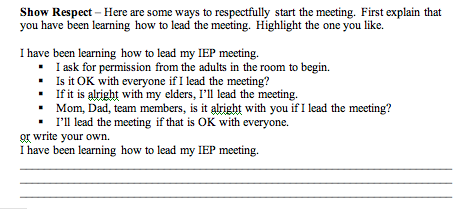 Show Respect – Here are some ways to respectfully start the meeting. First explain that
you have been learning how to lead the meeting. Highlight the one you like.
I have been learning how to lead my IEP meeting.
▪ I ask for permission from the adults in the room to begin.
▪ Is it OK with everyone if I lead the meeting?
▪ If it is alright with my elders, I'll lead the meeting.
▪ Mom, Dad, team members, is it alright with you if I lead the meeting?
▪ I'll lead the meeting if that is OK with everyone.
or write your own.
I have been learning how to lead my IEP meeting.